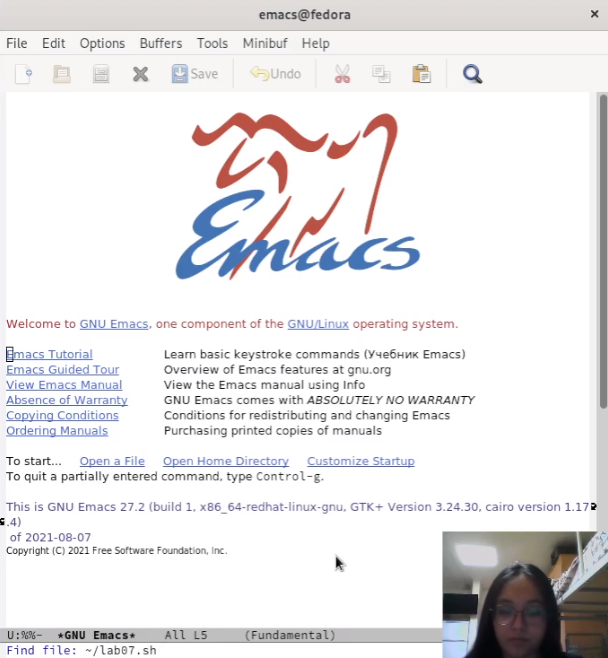 emacs@fedora ×
File Edit Options Buffers Tools Minibuf Help
Save Undo
Emacs
Welcome to GNU Emacs, one component of the GNU/Linux operating system.
Emacs Tutorial Learn basic keystroke commands (Учебник Emacs)
Emacs Guided Tour Overview of Emacs features at gnu.org
View Emacs Manual View the Emacs manual using Info
Absence of Warranty GNU Emacs comes with ABSOLUTELY NO WARRANTY
Copying Conditions Conditions for redistributing and changing Emacs
Ordering Manuals Purchasing printed copies of manuals
To start... Open a File Open Home Directory Customize Startup
To quit a partially entered command, type Control-g.
This is GNU Emacs 27.2 (build 1, x86_64-redhat-linux-gnu, GTK+ Version 3.24.30, cairo version 1.17
.4)
of 2021-08-07
Copyright (C) 2021 Free Software Foundation, Inc.
U:%%- *GNU Emacs* All L5 (Fundamental)
Find file: ~/lab07.sh